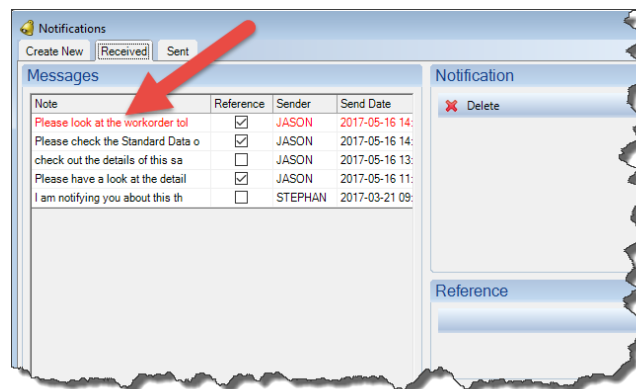 Notifications
Create New Received Sent
Messages
Note Reference Sender Send Date
Please look at the workorder tol JASON 2017-05-16 14:
Please check the Standard Data o JASON 2017-05-16 14:
check out the details of this sa JASON 2017-05-16 13:
Please have a look at the detail JASON 2017-05-16 11:
I am notifying you about this th STEPHAN 2017-03-21 09:
Notification
Delete
Reference